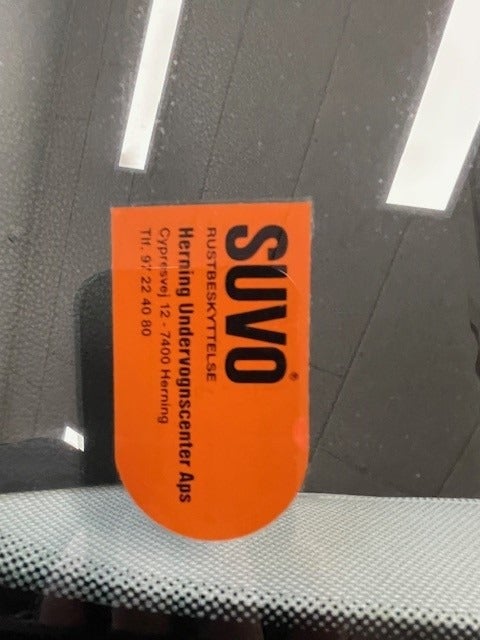 SUVO®
RUSTBESKYTTELSE
Herning Undervognscenter Aps
Cypresvej 12 - 7400 Herning
Tlf. 97 22 40 80